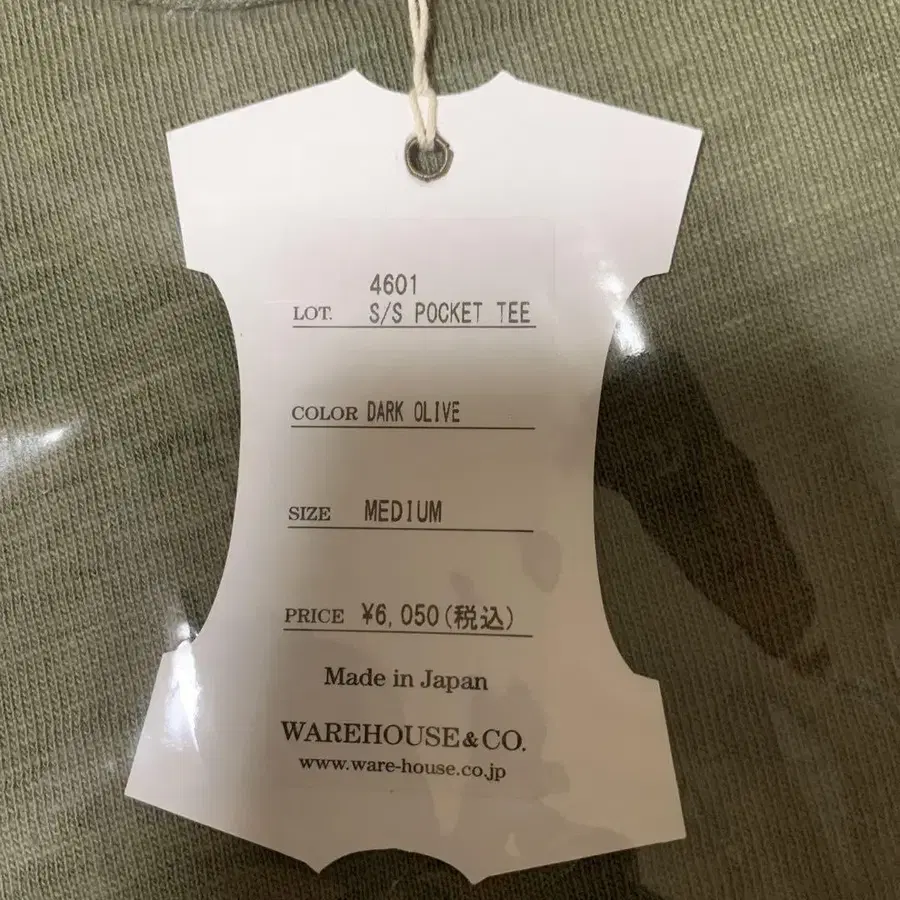 4601
LOT. S/S POCKET TEE
COLOR DARK OLIVE
SIZE MEDIUM
PRICE ¥6,050(税込)
Made in Japan
WAREHOUSE&CO.
www.ware-house.co.jp